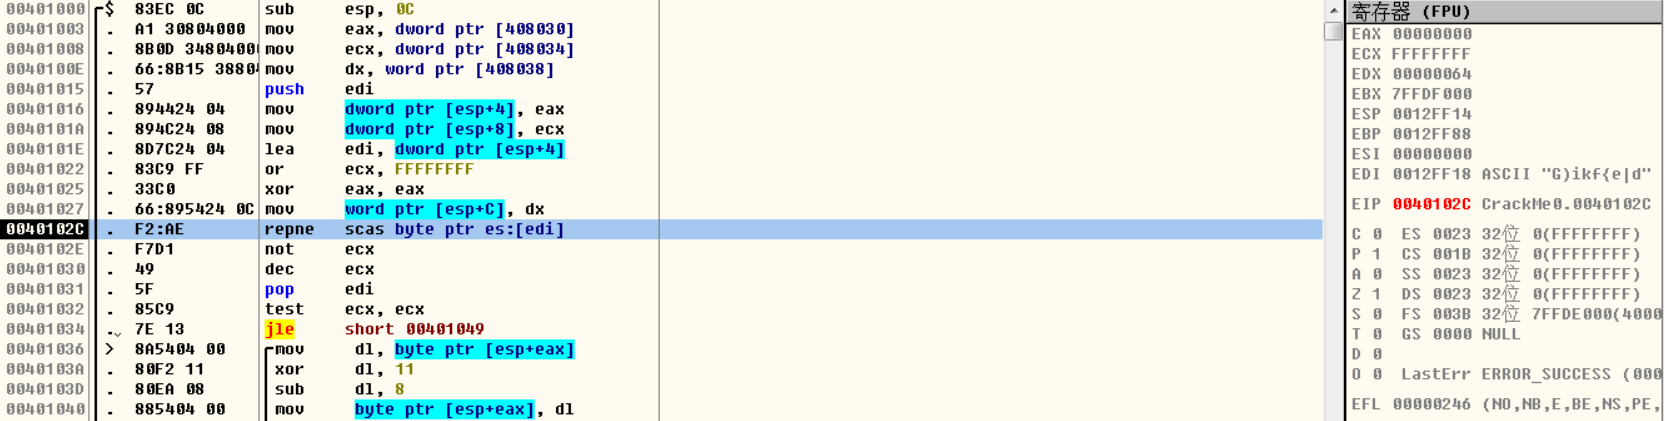 00401000 $ 83EC 0C sub esp, 0C
00401003 . A1 30804000 mov eax, dword ptr [408030]
00401008 . 8B0D 34804000 mov ecx, dword ptr [408034]
0040100E . 66:8B15 38804 mov dx, word ptr [408038]
00401015 . 57 push edi
00401016 . 894424 04 mov dword ptr [esp+4], eax
0040101A . 894C24 08 mov dword ptr [esp+8], ecx
0040101E . 8D7C24 04 lea edi, dword ptr [esp+4]
00401022 . 83C9 FF or ecx, FFFFFFFF
00401025 . 33C0 xor eax, eax
00401027 . 66:895424 0C mov word ptr [esp+C], dx
0040102C . F2:AE repne scas byte ptr es:[edi]
0040102E . F7D1 not ecx
00401030 . 49 dec ecx
00401031 . 5F pop edi
00401032 . 85C9 test ecx, ecx
00401034 . 7E 13 jle short 00401049
00401036 > 8A5404 00 mov dl, byte ptr [esp+eax]
0040103A . 80F2 11 xor dl, 11
0040103D . 80EA 08 sub dl, 8
00401040 . 885404 00 mov byte ptr [esp+eax], dl
寄存器 (FPU)
EAX 00000000
ECX FFFFFFFF
EDX 00000064
EBX 7FFDF000
ESP 0012FF14
EBP 0012FF88
ESI 00000000
EDI 0012FF18 ASCII "G)ikf{e|d"
EIP 0040102C CrackMe0.0040102C
C 0 ES 0023 32位 0(FFFFFFFF)
P 1 CS 001B 32位 0(FFFFFFFF)
A 0 SS 0023 32位 0(FFFFFFFF)
Z 1 DS 0023 32位 0(FFFFFFFF)
S 0 FS 003B 32位 7FFDE000(4000
T 0 GS 0000 NULL
D 0
O 0 LastErr ERROR_SUCCESS (000
EFL 00000246 (NO,NB,E,BE,NS,PE,